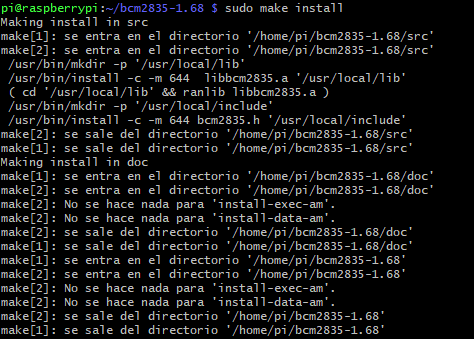 pi@raspberrypi:~/bcm2835-1.68 $ sudo make install
Making install in src
make[1]: se entra en el directorio '/home/pi/bcm2835-1.68/src'
make[2]: se entra en el directorio '/home/pi/bcm2835-1.68/src'
/usr/bin/mkdir -p '/usr/local/lib'
/usr/bin/install -c -m 644  libbcm2835.a '/usr/local/lib'
( cd '/usr/local/lib' && ranlib libbcm2835.a )
/usr/bin/mkdir -p '/usr/local/include'
/usr/bin/install -c -m 644 bcm2835.h '/usr/local/include'
make[2]: se sale del directorio '/home/pi/bcm2835-1.68/src'
make[1]: se sale del directorio '/home/pi/bcm2835-1.68/src'
Making install in doc
make[1]: se entra en el directorio '/home/pi/bcm2835-1.68/doc'
make[2]: se entra en el directorio '/home/pi/bcm2835-1.68/doc'
make[2]: No se hace nada para 'install-exec-am'.
make[2]: No se hace nada para 'install-data-am'.
make[2]: se sale del directorio '/home/pi/bcm2835-1.68/doc'
make[1]: se sale del directorio '/home/pi/bcm2835-1.68/doc'
make[1]: se entra en el directorio '/home/pi/bcm2835-1.68'
make[2]: se entra en el directorio '/home/pi/bcm2835-1.68'
make[2]: No se hace nada para 'install-exec-am'.
make[2]: No se hace nada para 'install-data-am'.
make[2]: se sale del directorio '/home/pi/bcm2835-1.68'
make[1]: se sale del directorio '/home/pi/bcm2835-1.68'